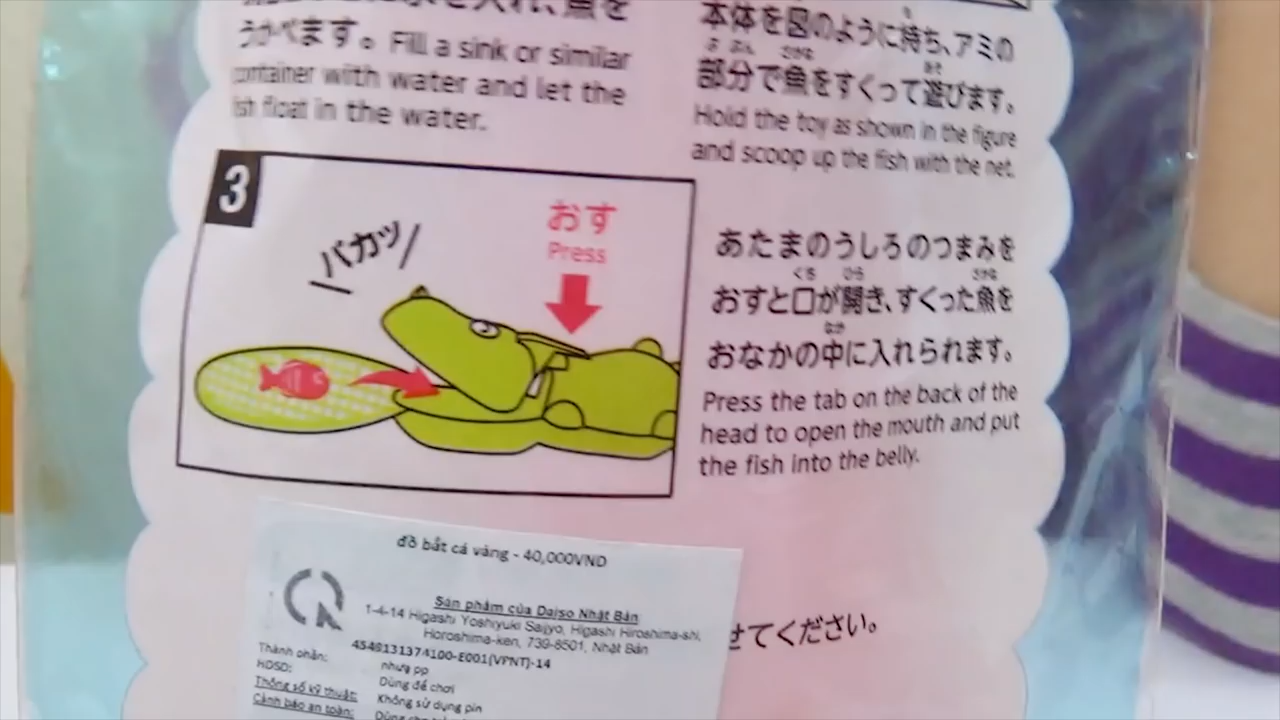 を入れ、魚を
うかべます。Fill a sink or similar
container with water and let the
fish float in the water.
本体を図のように持ち、アミの
部分で魚をすくって遊びます。
Hold the toy as shown in the figure
and scoop up the fish with the net.
3
バカッ
おす
Press
あたまのうしろのつまみを
おすと口が開き、すくった魚を
おなかの中に入れられます。
Press the tab on the back of the
head to open the mouth and put
the fish into the belly.
đồ bắt cá vàng - 40,000VND
Sản phẩm của Daiso Nhật Bản
1-4-14 Higashi Yoshiyuki Saijyo, Higashi Hiroshima-shi,
Horoshima-ken, 739-8501, Nhật Bản
4549131374100-E001(VPNT)-14
Thành phần: nhựa pp
HDSD: Dùng để chơi
Thông số kỹ thuật: Không sử dụng pin
Cảnh báo an toàn: Dùng cho
せてください。